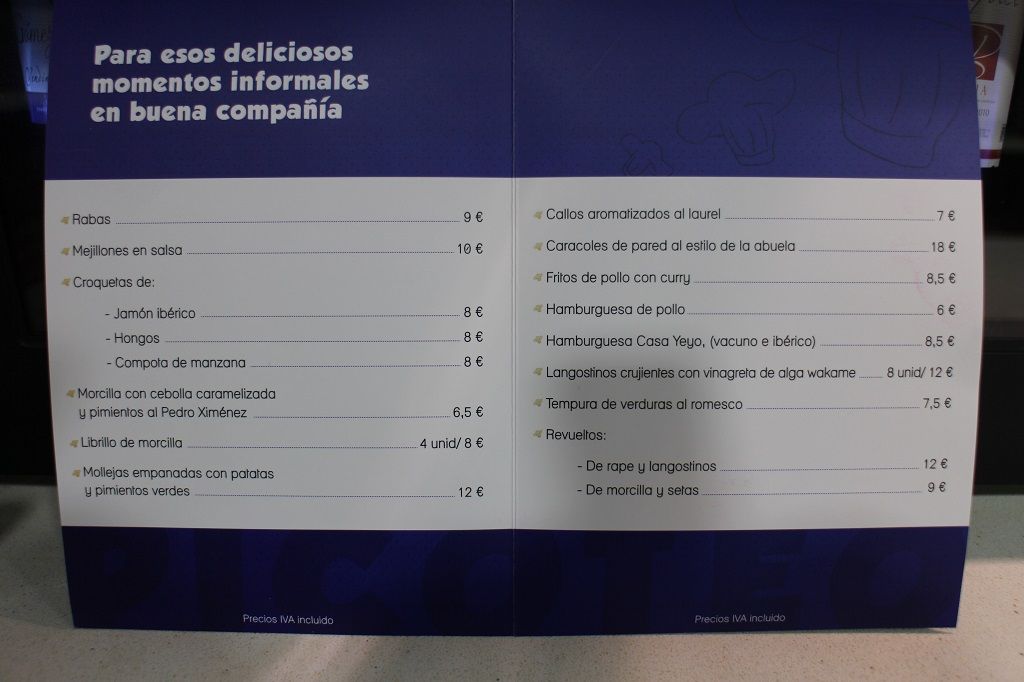 Para esos deliciosos
momentos informales
en buena compañía
Rabas 9 €
Mejillones en salsa 10 €
Croquetas de:
- Jamón ibérico 8 €
- Hongos 8 €
- Compota de manzana 8 €
Morcilla con cebolla caramelizada
y pimientos al Pedro Ximénez 6,5 €
Librillo de morcilla 4 unid/ 8 €
Mollejas empanadas con patatas
y pimientos verdes 12 €
Precios IVA incluido
Callos aromatizados al laurel 7 €
Caracoles de pared al estilo de la abuela 18 €
Fritos de pollo con curry 8,5 €
Hamburguesa de pollo 6 €
Hamburguesa Casa Yeyo, (vacuno e ibérico) 8,5 €
Langostinos crujientes con vinagreta de alga wakame 8 unid/ 12 €
Tempura de verduras al romesco 7,5 €
Revueltos:
- De rape y langostinos 12 €
- De morcilla y setas 9 €
Precios IVA incluido
PICOTEO